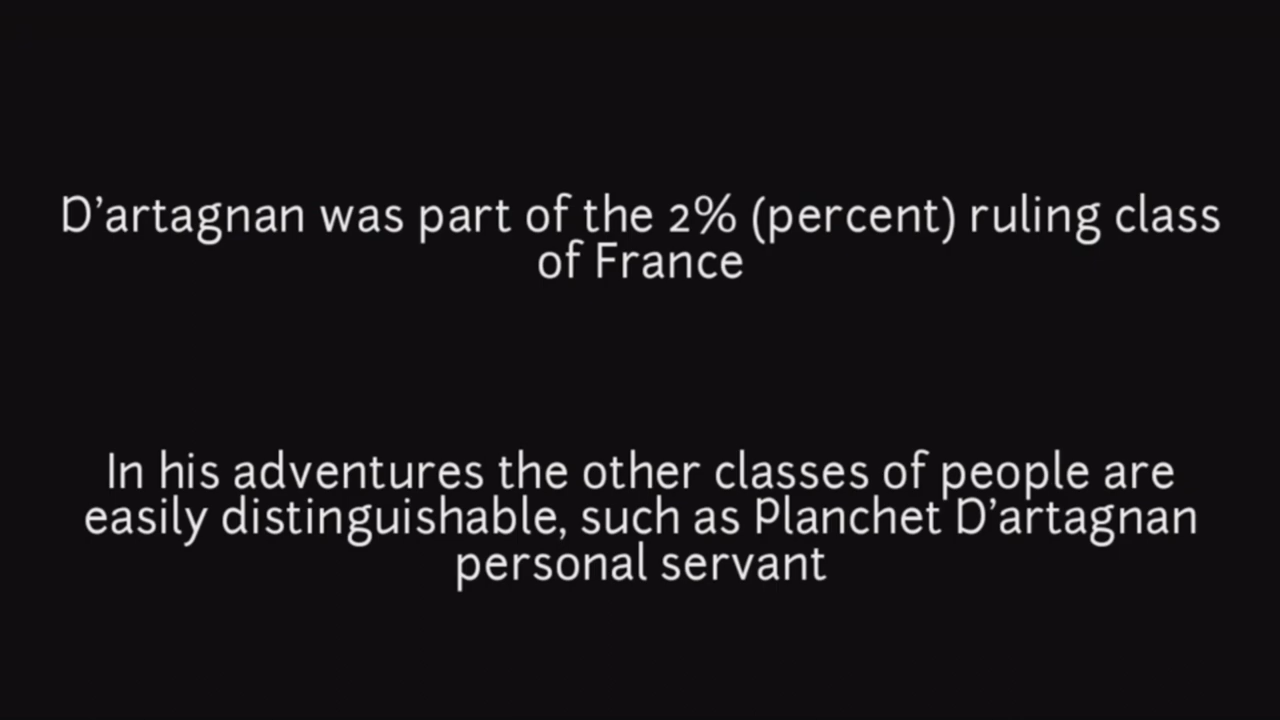 D’artagnan was part of the 2% (percent) ruling class
of France
In his adventures the other classes of people are
easily distinguishable, such as Planchet D’artagnan
personal servant